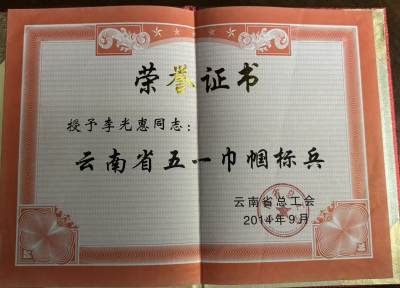 荣誉证书
授予李光惠同志：
云南省五一巾帼标兵
云南省总工会
2014年9月